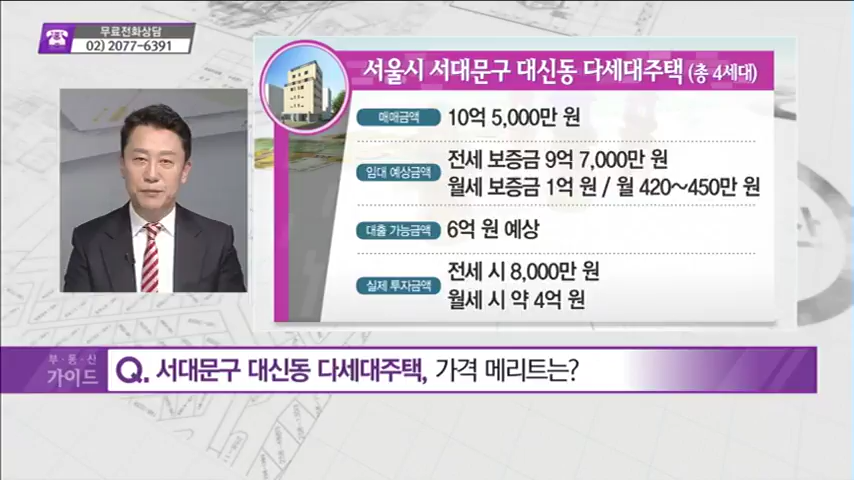 무료전화상담
02) 2077-6391
서울시 서대문구 대신동 다세대주택 (총 4세대)
매매금액
10억 5,000만 원
임대 예상금액
전세 보증금 9억 7,000만 원
월세 보증금 1억 원 / 월 420~450만 원
대출 가능금액
6억 원 예상
실제 투자금액
전세 시 8,000만 원
월세 시 약 4억 원
부·동·산
가이드
Q. 서대문구 대신동 다세대주택, 가격 메리트는?